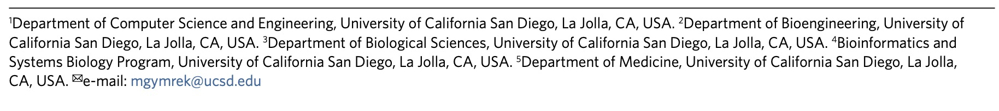 ¹Department of Computer Science and Engineering, University of California San Diego, La Jolla, CA, USA. ²Department of Bioengineering, University of
California San Diego, La Jolla, CA, USA. ³Department of Biological Sciences, University of California San Diego, La Jolla, CA, USA. ⁴Bioinformatics and
Systems Biology Program, University of California San Diego, La Jolla, CA, USA. ⁵Department of Medicine, University of California San Diego, La Jolla,
CA, USA. ✉e-mail: mgymrek@ucsd.edu